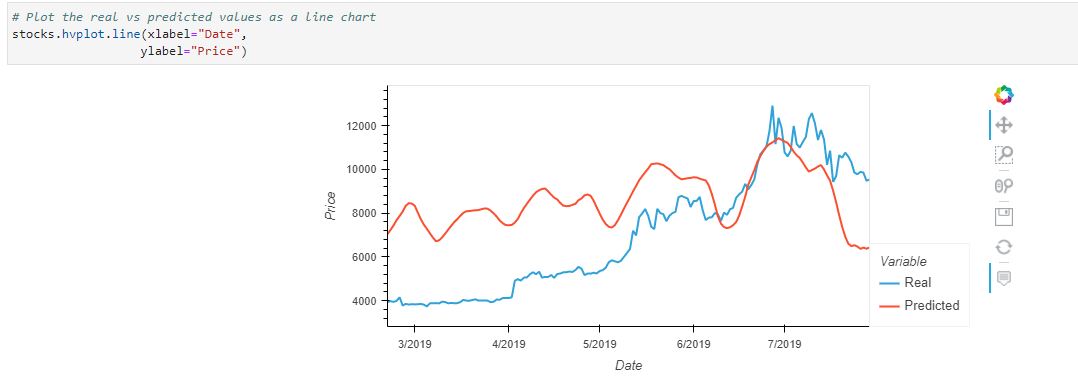 # Plot the real vs predicted values as a line chart
stocks.hvplot.line(xlabel="Date",
ylabel="Price")
12000
10000
8000
6000
4000
Price
3/2019 4/2019 5/2019 6/2019 7/2019
Date
Variable
Real
Predicted